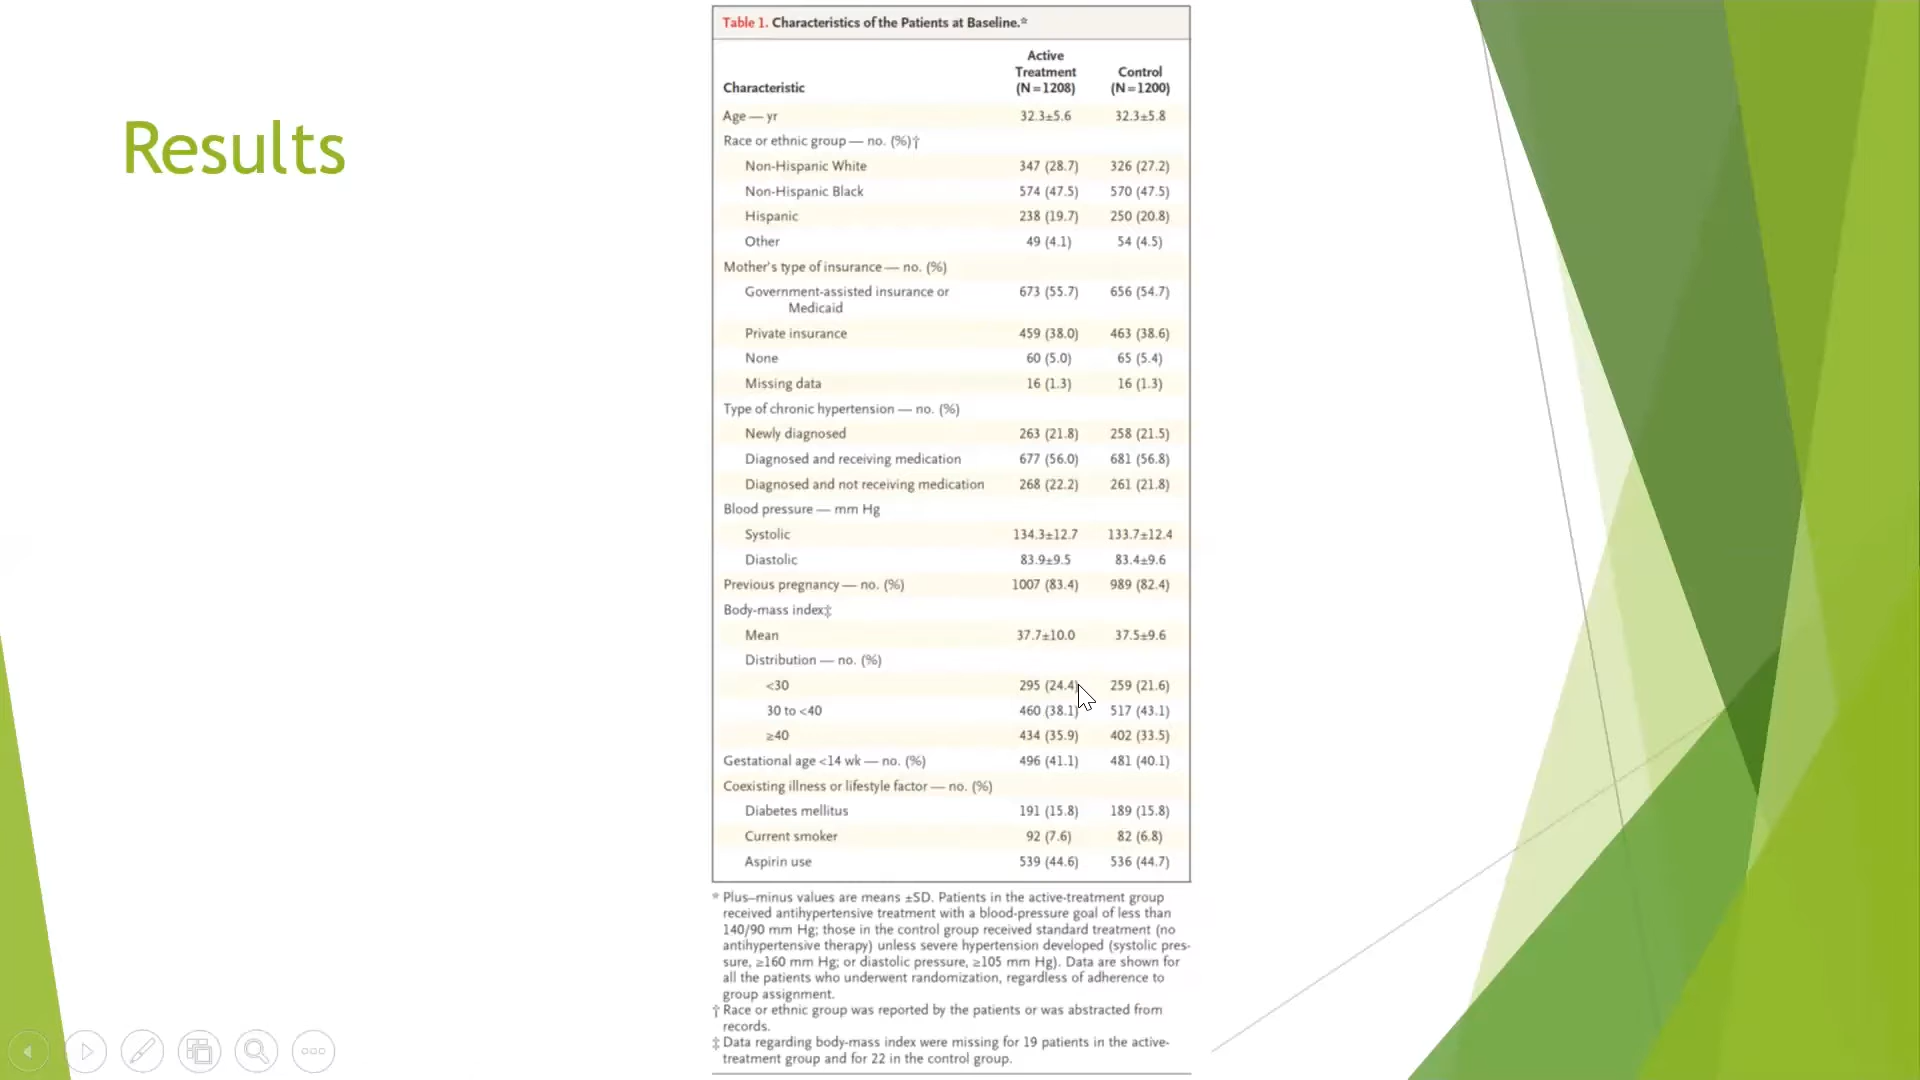 Results
Table 1. Characteristics of the Patients at Baseline.*
Characteristic Active Treatment (N=1208) Control (N=1200)
Age — yr 32.3±5.6 32.3±5.8
Race or ethnic group — no. (%)†
Non-Hispanic White 347 (28.7) 326 (27.2)
Non-Hispanic Black 574 (47.5) 570 (47.5)
Hispanic 238 (19.7) 250 (20.8)
Other 49 (4.1) 54 (4.5)
Mother's type of insurance — no. (%)
Government-assisted insurance or 673 (55.7) 656 (54.7)
Medicaid
Private insurance 459 (38.0) 463 (38.6)
None 60 (5.0) 65 (5.4)
Missing data 16 (1.3) 16 (1.3)
Type of chronic hypertension — no. (%)
Newly diagnosed 263 (21.8) 258 (21.5)
Diagnosed and receiving medication 677 (56.0) 681 (56.8)
Diagnosed and not receiving medication 268 (22.2) 261 (21.8)
Blood pressure — mm Hg
Systolic 134.3±12.7 133.7±12.4
Diastolic 83.9±9.5 83.4±9.6
Previous pregnancy — no. (%) 1007 (83.4) 989 (82.4)
Body-mass index‡
Mean 37.7±10.0 37.5±9.6
Distribution — no. (%)
<30 295 (24.4) 259 (21.6)
30 to <40 460 (38.1) 517 (43.1)
≥40 434 (35.9) 402 (33.5)
Gestational age <14 wk — no. (%) 496 (41.1) 481 (40.1)
Coexisting illness or lifestyle factor — no. (%)
Diabetes mellitus 191 (15.8) 189 (15.8)
Current smoker 92 (7.6) 82 (6.8)
Aspirin use 539 (44.6) 536 (44.7)
* Plus–minus values are means ±SD. Patients in the active-treatment group
received antihypertensive treatment with a blood-pressure goal of less than
140/90 mm Hg; those in the control group received standard treatment (no
antihypertensive therapy) unless severe hypertension developed (systolic pres-
sure, ≥160 mm Hg; or diastolic pressure, ≥105 mm Hg). Data are shown for
all the patients who underwent randomization, regardless of adherence to
group assignment.
† Race or ethnic group was reported by the patients or was abstracted from
records.
‡ Data regarding body-mass index were missing for 19 patients in the active-
treatment group and for 22 in the control group.